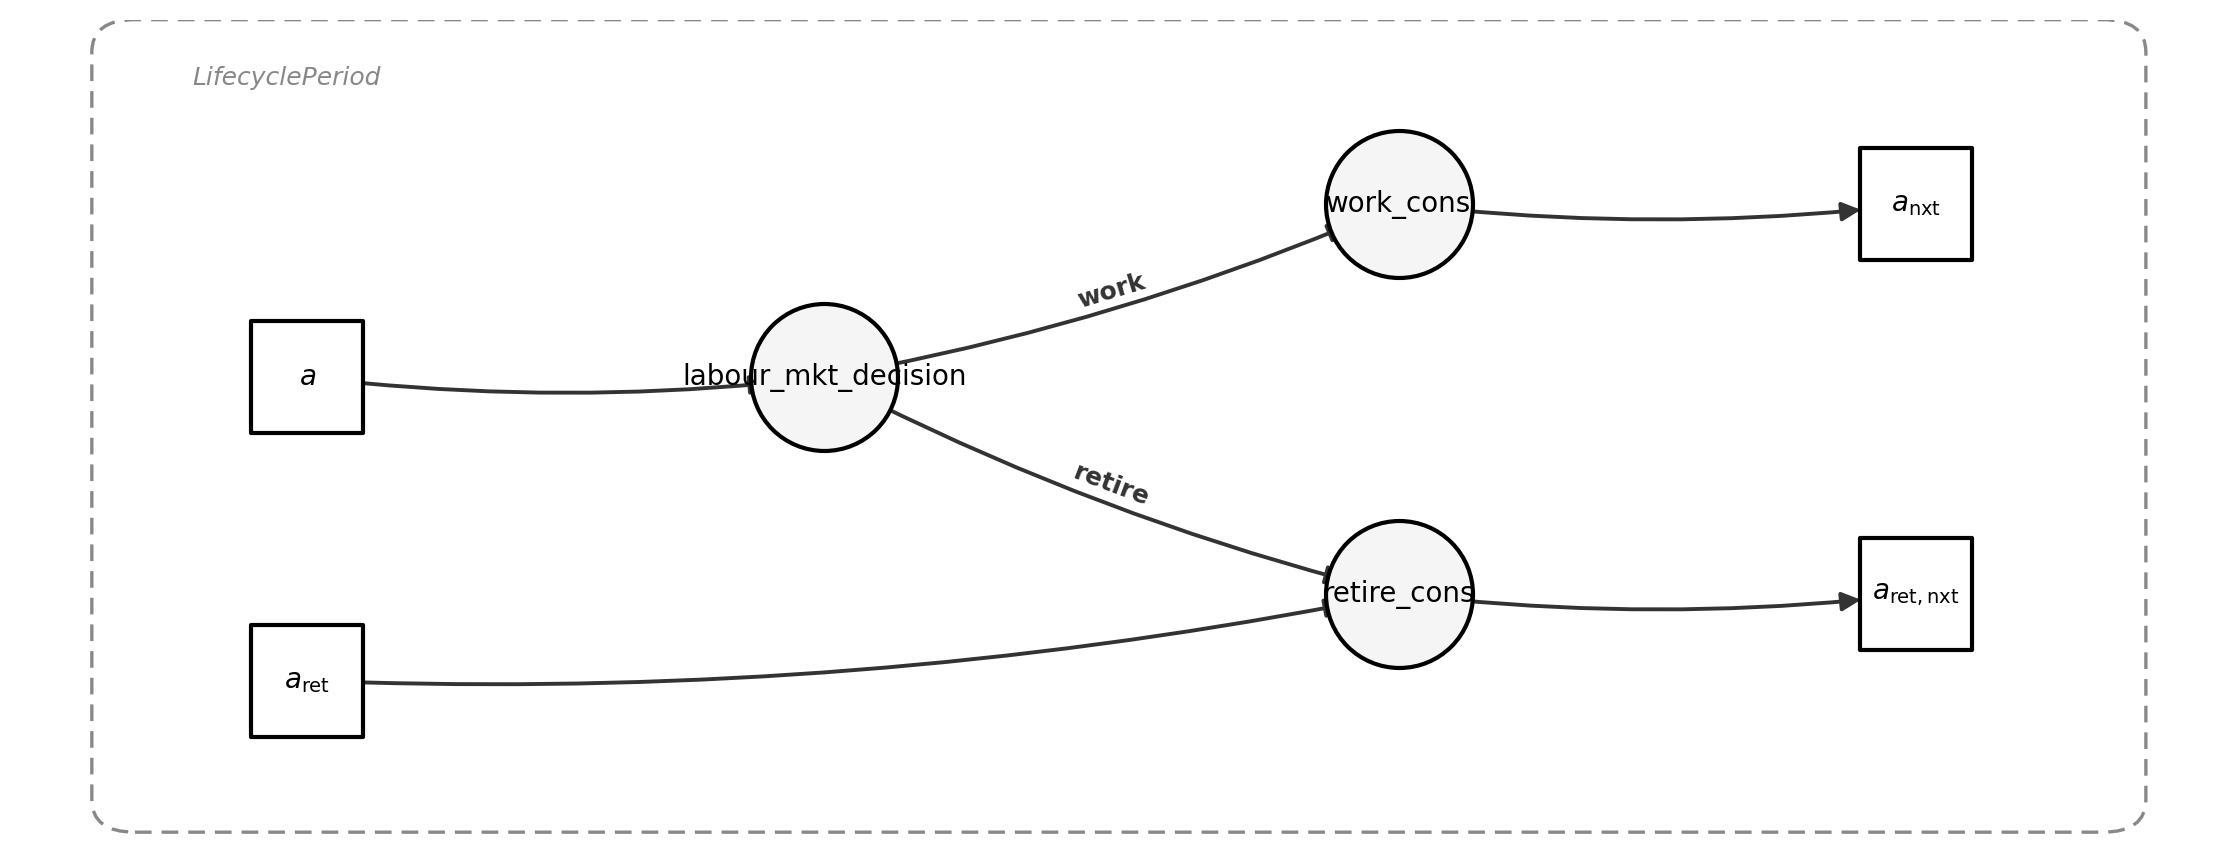 LifecyclePeriod
work_cons
a_nxt
work
a
labour_mkt_decision
retire
retire_cons
a_ret,nxt
a_ret